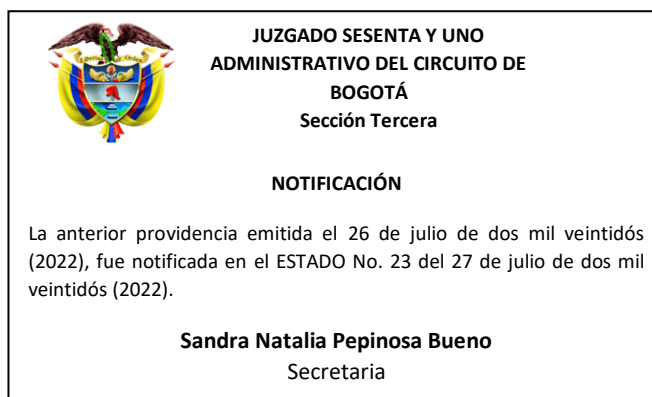 JUZGADO SESENTA Y UNO
ADMINISTRATIVO DEL CIRCUITO DE
BOGOTÁ
Sección Tercera
NOTIFICACIÓN
La anterior providencia emitida el 26 de julio de dos mil veintidós
(2022), fue notificada en el ESTADO No. 23 del 27 de julio de dos mil
veintidós (2022).
Sandra Natalia Pepinosa Bueno
Secretaria